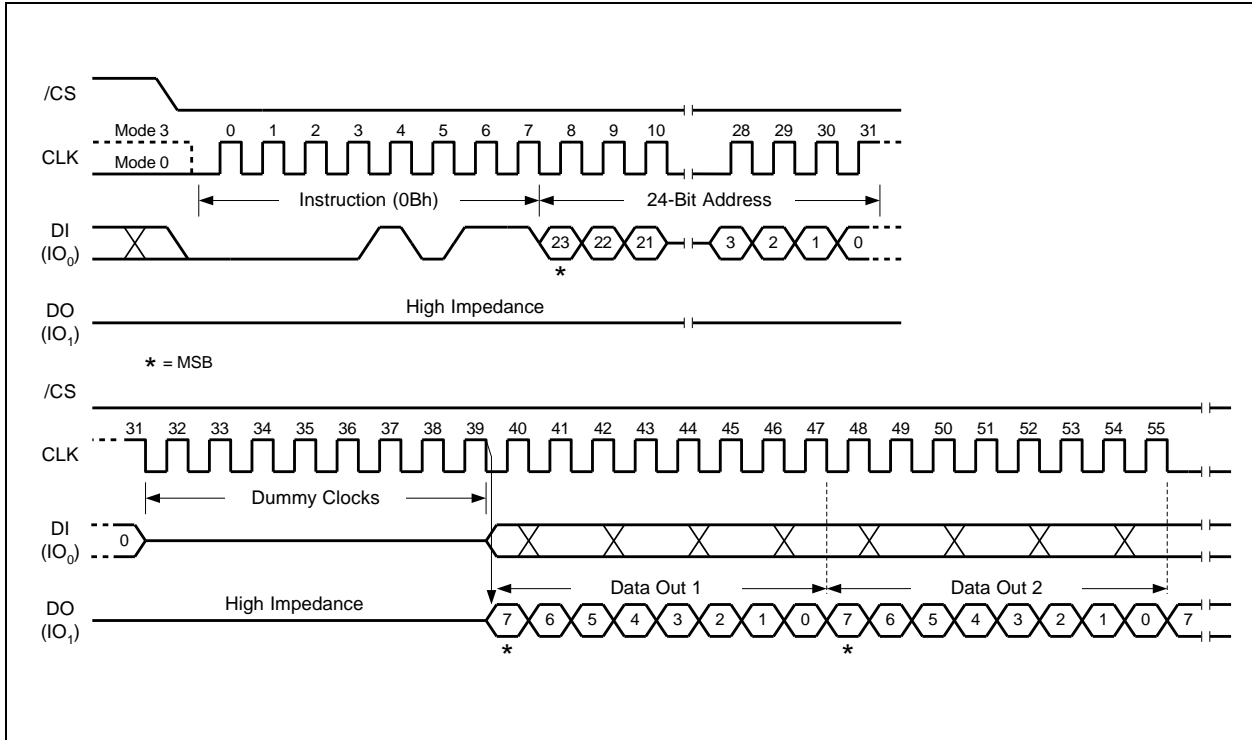 /CS
Mode 3 0 1 2 3 4 5 6 7 8 9 10 28 29 30 31
CLK Mode 0
Instruction (0Bh) 24-Bit Address
DI
(IO0) 23 22 21 3 2 1 0
*
DO High Impedance
(IO1)
* = MSB
/CS
31 32 33 34 35 36 37 38 39 40 41 42 43 44 45 46 47 48 49 50 51 52 53 54 55
CLK
Dummy Clocks
DI
(IO0) 0
Data Out 1 Data Out 2
DO High Impedance
(IO1) 7 6 5 4 3 2 1 0 7 6 5 4 3 2 1 0 7
* *